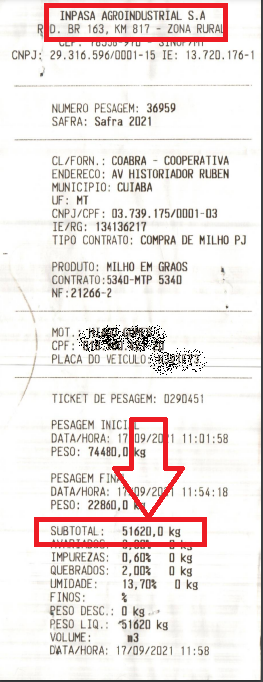 INPASA AGROINDUSTRIAL S.A
ROD. BR 163, KM 817 - ZONA RURAL
CNPJ: 29.316.596/0001-15 IE: 13.720.176-1
NUMERO PESAGEM: 36959
SAFRA: Safra 2021
CL/FORN.: COABRA - COOPERATIVA
ENDERECO: AV HISTORIADOR RUBEN
MUNICIPIO: CUIABA
UF: MT
CNPJ/CPF: 03.739.175/0001-03
IE/RG: 134136217
TIPO CONTRATO: COMPRA DE MILHO PJ
PRODUTO: MILHO EM GRAOS
CONTRATO:5340-MTP 5340
NF:21266-2
MOT.
CPF:
PLACA DO VEICULO:
TICKET DE PESAGEM: 0290451
PESAGEM INICIAL
DATA/HORA: 17/09/2021 11:01:58
PESO: 74480,0 kg
PESAGEM FINAL
DATA/HORA: 17/09/2021 11:54:18
PESO: 22860,0 kg
SUBTOTAL: 51620,0 kg
AVARIADOS: 0,00% 0 kg
IMPUREZAS: 0,60% 0 kg
QUEBRADOS: 2,00% 0 kg
UMIDADE: 13,70% 0 kg
FINOS: %
PESO DESC.: 0 kg
PESO LIQ.: 51620 kg
VOLUME: m3
DATA/HORA: 17/09/2021 11:58